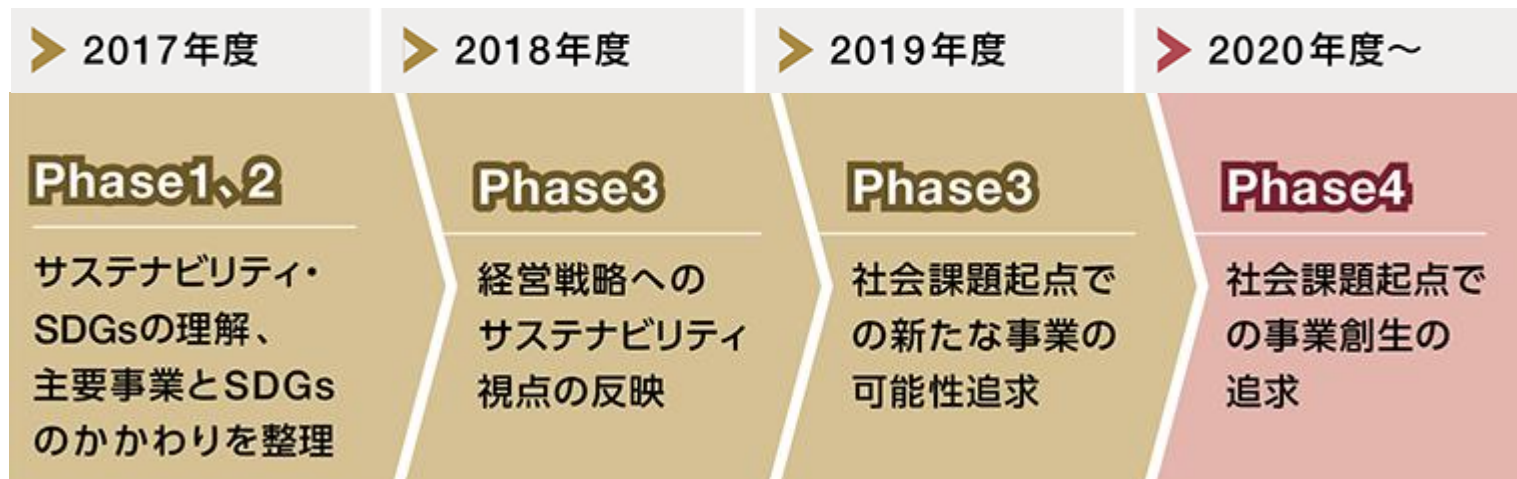 2017年度
2018年度
2019年度
2020年度～
Phase1、2
サステナビリティ・
SDGsの理解、
主要事業とSDGs
のかかわりを整理
Phase3
経営戦略への
サステナビリティ
視点の反映
Phase3
社会課題起点で
の新たな事業の
可能性追求
Phase4
社会課題起点で
の事業創生の
追求